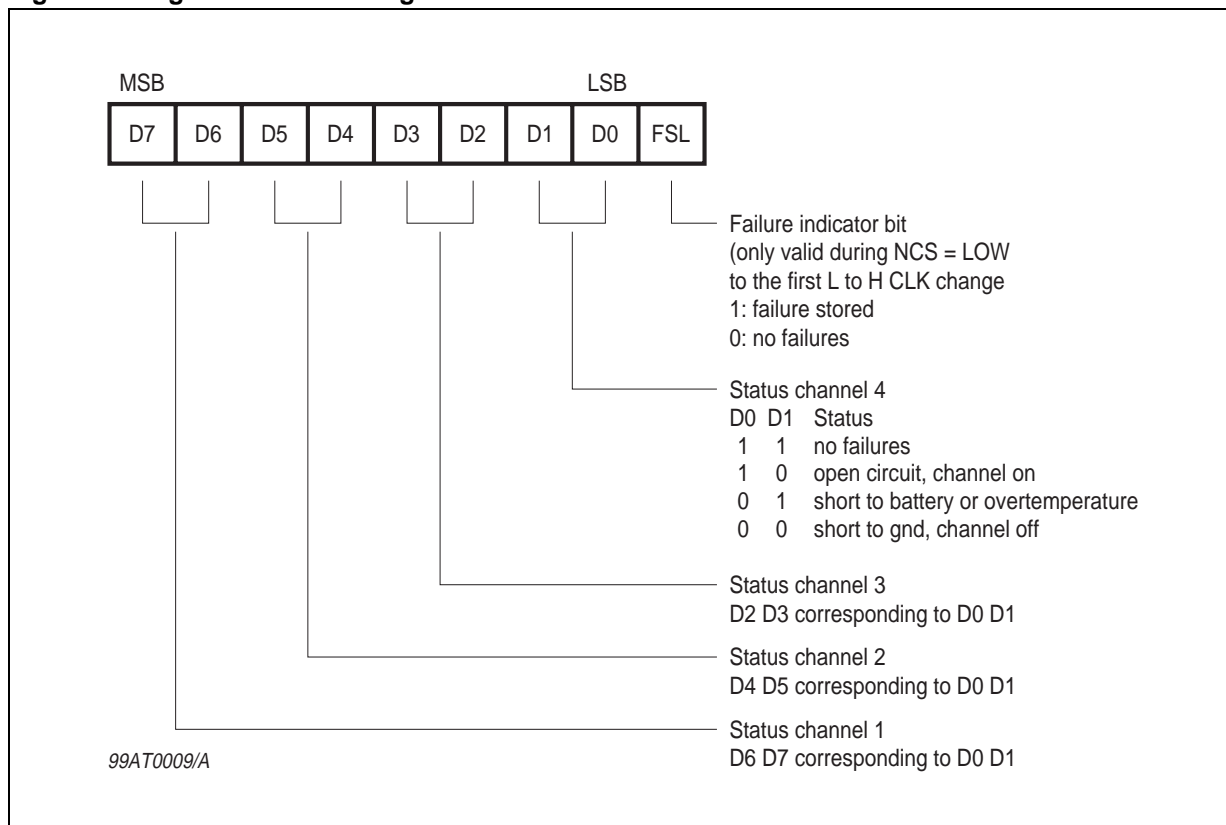 MSB LSB
D7 D6 D5 D4 D3 D2 D1 D0 FSL
Failure indicator bit
(only valid during NCS = LOW
to the first L to H CLK change
1: failure stored
0: no failures
Status channel 4
D0 D1 Status
1 1 no failures
1 0 open circuit, channel on
0 1 short to battery or overtemperature
0 0 short to gnd, channel off
Status channel 3
D2 D3 corresponding to D0 D1
Status channel 2
D4 D5 corresponding to D0 D1
Status channel 1
D6 D7 corresponding to D0 D1
99AT0009/A